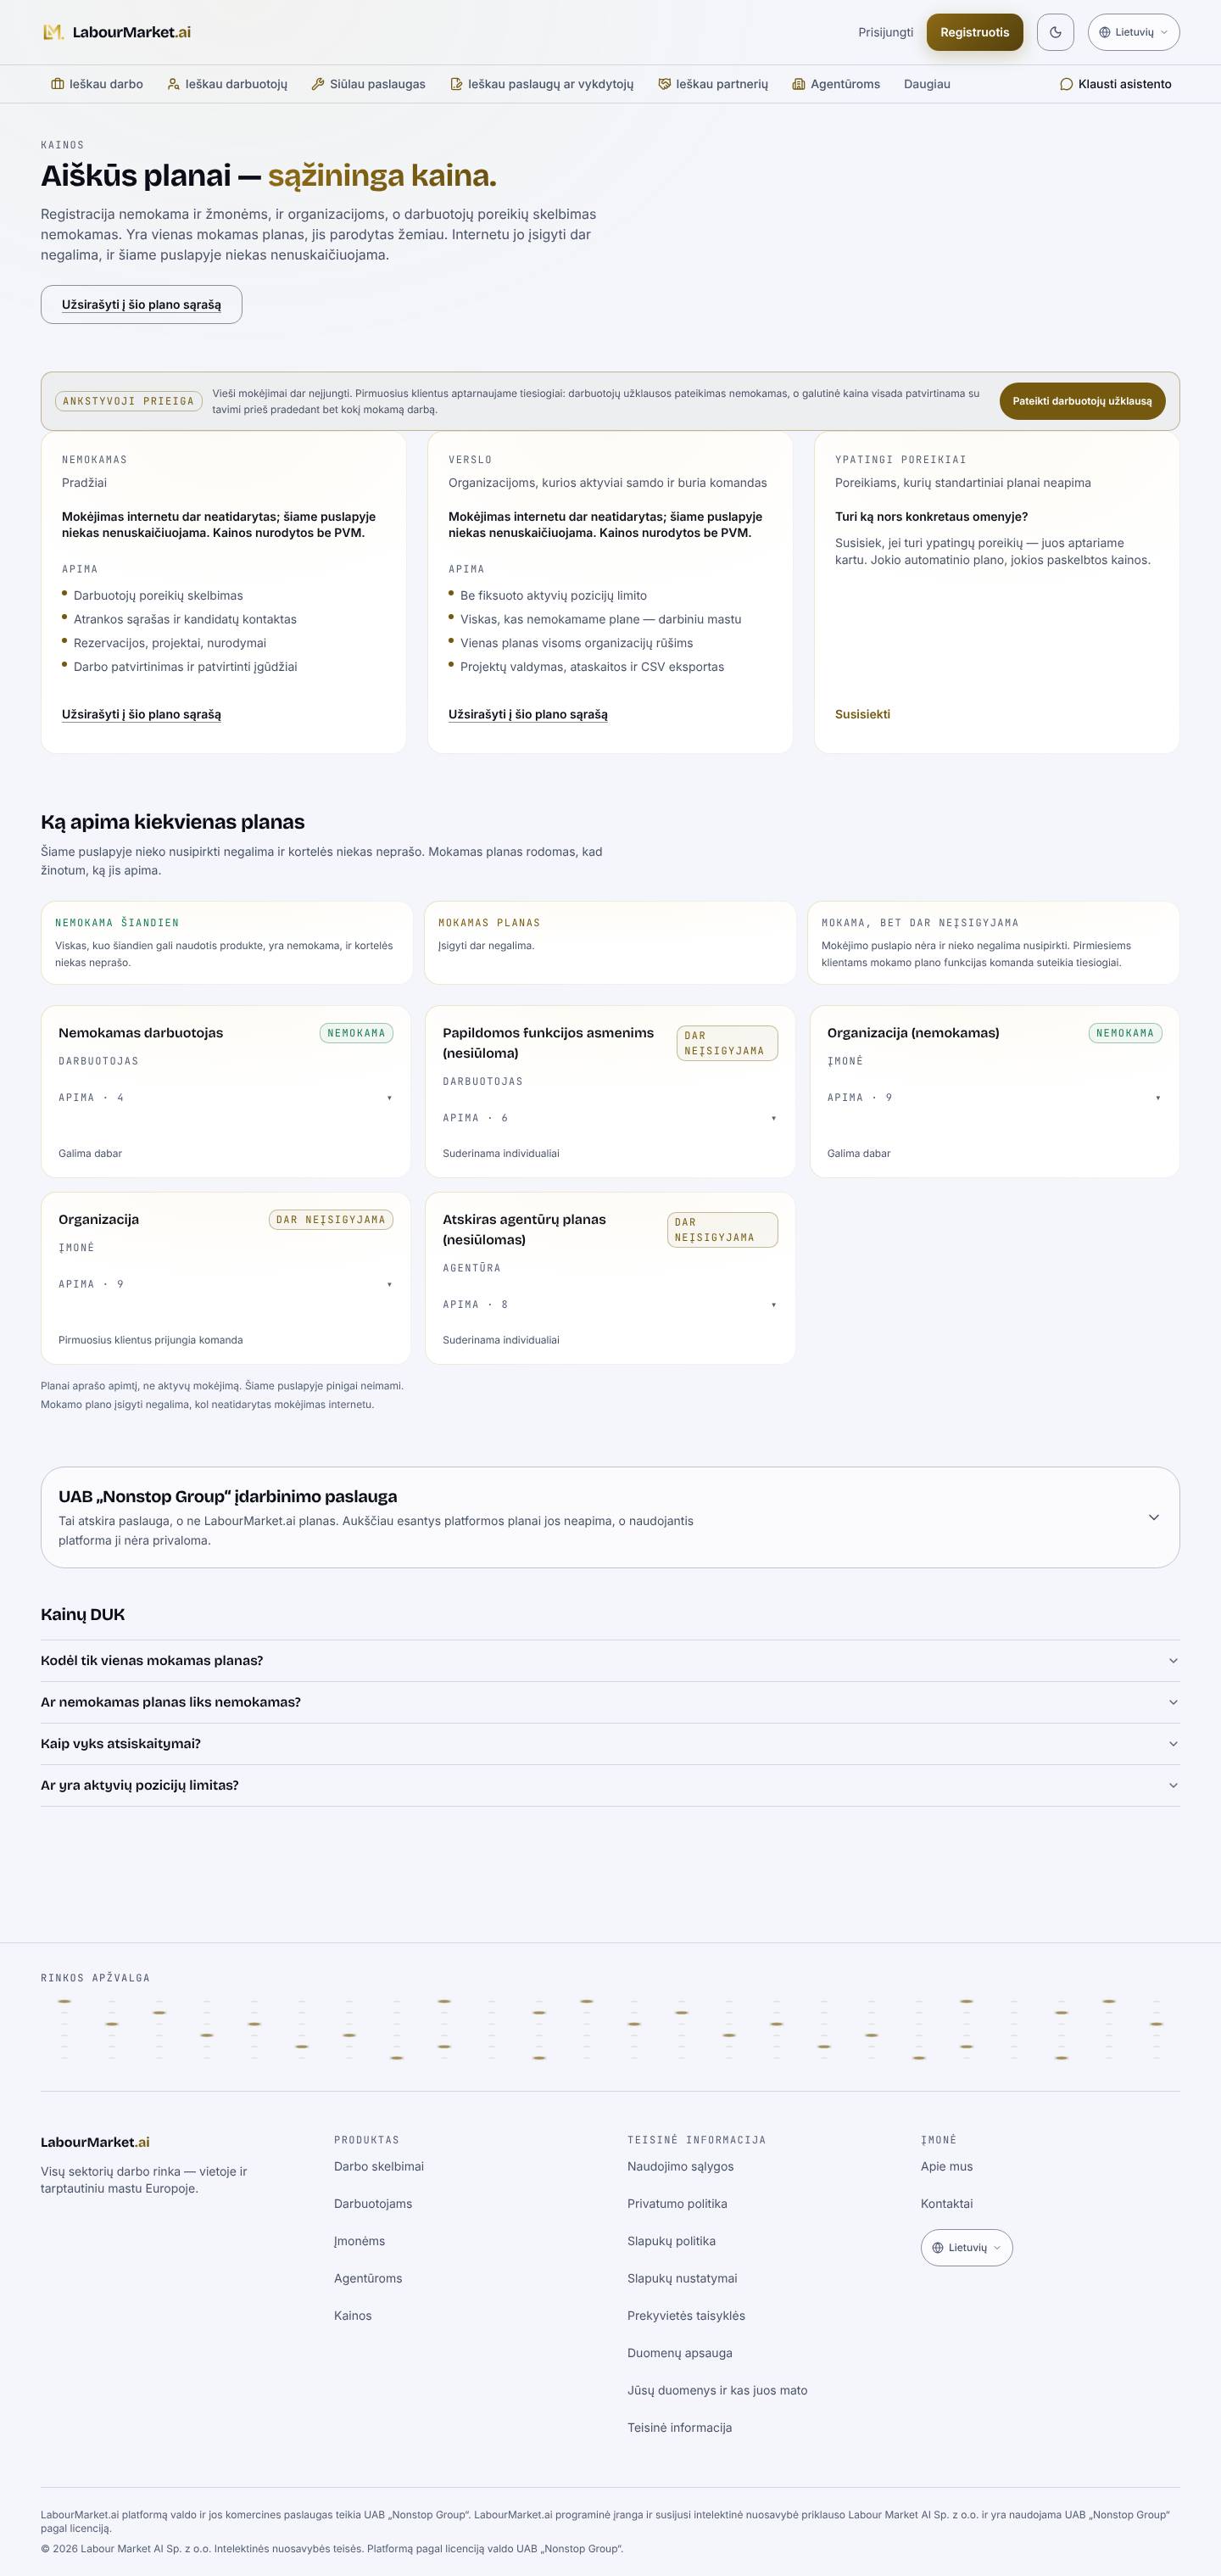 LabourMarket.ai
Prisijungti
Registruotis
Lietuvių
Ieškau darbo
Ieškau darbuotojų
Siūlau paslaugas
Ieškau paslaugų ar vykdytojų
Ieškau partnerių
Agentūroms
Daugiau
Klausti asistento
KAINOS
Aiškūs planai — sąžininga kaina.
Registracija nemokama ir žmonėms, ir organizacijoms, o darbuotojų poreikių skelbimas
nemokamas. Yra vienas mokamas planas, jis parodytas žemiau. Internetu jo įsigyti dar
negalima, ir šiame puslapyje niekas nenuskaičiuojama.
Užsirašyti į šio plano sąrašą
ANKSTYVOJI PRIEIGA
Vieši mokėjimai dar neįjungti. Pirmuosius klientus aptarnaujame tiesiogiai: darbuotojų užklausos pateikimas nemokamas, o galutinė kaina visada patvirtinama su
tavimi prieš pradedant bet kokį mokamą darbą.
Pateikti darbuotojų užklausą
NEMOKAMAS
Pradžiai
Mokėjimas internetu dar neatidarytas; šiame puslapyje
niekas nenuskaičiuojama. Kainos nurodytos be PVM.
APIMA
Darbuotojų poreikių skelbimas
Atrankos sąrašas ir kandidatų kontaktas
Rezervacijos, projektai, nurodymai
Darbo patvirtinimas ir patvirtinti įgūdžiai
Užsirašyti į šio plano sąrašą
VERSLO
Organizacijoms, kurios aktyviai samdo ir buria komandas
Mokėjimas internetu dar neatidarytas; šiame puslapyje
niekas nenuskaičiuojama. Kainos nurodytos be PVM.
APIMA
Be fiksuoto aktyvių pozicijų limito
Viskas, kas nemokamame plane — darbiniu mastu
Vienas planas visoms organizacijų rūšims
Projektų valdymas, ataskaitos ir CSV eksportas
Užsirašyti į šio plano sąrašą
YPATINGI POREIKIAI
Poreikiams, kurių standartiniai planai neapima
Turi ką nors konkretaus omenyje?
Susisiek, jei turi ypatingų poreikių — juos aptariame
kartu. Jokio automatinio plano, jokios paskelbtos kainos.
Susisiekti
Ką apima kiekvienas planas
Šiame puslapyje nieko nusipirkti negalima ir kortelės niekas neprašo. Mokamas planas rodomas, kad
žinotum, ką jis apima.
NEMOKAMA ŠIANDIEN
Viskas, kuo šiandien gali naudotis produkte, yra nemokama, ir kortelės
niekas neprašo.
MOKAMAS PLANAS
Įsigyti dar negalima.
MOKAMA, BET DAR NEĮSIGYJAMA
Mokėjimo puslapio nėra ir nieko negalima nusipirkti. Pirmiesiems
klientams mokamo plano funkcijas komanda suteikia tiesiogiai.
Nemokamas darbuotojas
NEMOKAMA
DARBUOTOJAS
APIMA · 4
Galima dabar
Papildomos funkcijos asmenims
(nesiūloma)
DAR
NEĮSIGYJAMA
DARBUOTOJAS
APIMA · 6
Suderinama individualiai
Organizacija (nemokamas)
NEMOKAMA
ĮMONĖ
APIMA · 9
Galima dabar
Organizacija
DAR NEĮSIGYJAMA
ĮMONĖ
APIMA · 9
Pirmuosius klientus prijungia komanda
Atskiras agentūrų planas
(nesiūlomas)
DAR
NEĮSIGYJAMA
AGENTŪRA
APIMA · 8
Suderinama individualiai
Planai aprašo apimtį, ne aktyvų mokėjimą. Šiame puslapyje pinigai neimami.
Mokamo plano įsigyti negalima, kol neatidarytas mokėjimas internetu.
UAB „Nonstop Group“ įdarbinimo paslauga
Tai atskira paslauga, o ne LabourMarket.ai planas. Aukščiau esantys platformos planai jos neapima, o naudojantis
platforma ji nėra privaloma.
Kainų DUK
Kodėl tik vienas mokamas planas?
Ar nemokamas planas liks nemokamas?
Kaip vyks atsiskaitymai?
Ar yra aktyvių pozicijų limitas?
RINKOS APŽVALGA
LabourMarket.ai
Visų sektorių darbo rinka — vietoje ir
tarptautiniu mastu Europoje.
PRODUKTAS
Darbo skelbimai
Darbuotojams
Įmonėms
Agentūroms
Kainos
TEISINĖ INFORMACIJA
Naudojimo sąlygos
Privatumo politika
Slapukų politika
Slapukų nustatymai
Prekyvietės taisyklės
Duomenų apsauga
Jūsų duomenys ir kas juos mato
Teisinė informacija
ĮMONĖ
Apie mus
Kontaktai
Lietuvių
LabourMarket.ai platformą valdo ir jos komercines paslaugas teikia UAB „Nonstop Group“. LabourMarket.ai programinė įranga ir susijusi intelektinė nuosavybė priklauso Labour Market AI Sp. z o.o. ir yra naudojama UAB „Nonstop Group“
pagal licenciją.
© 2026 Labour Market AI Sp. z o.o. Intelektinės nuosavybės teisės. Platformą pagal licenciją valdo UAB „Nonstop Group“.